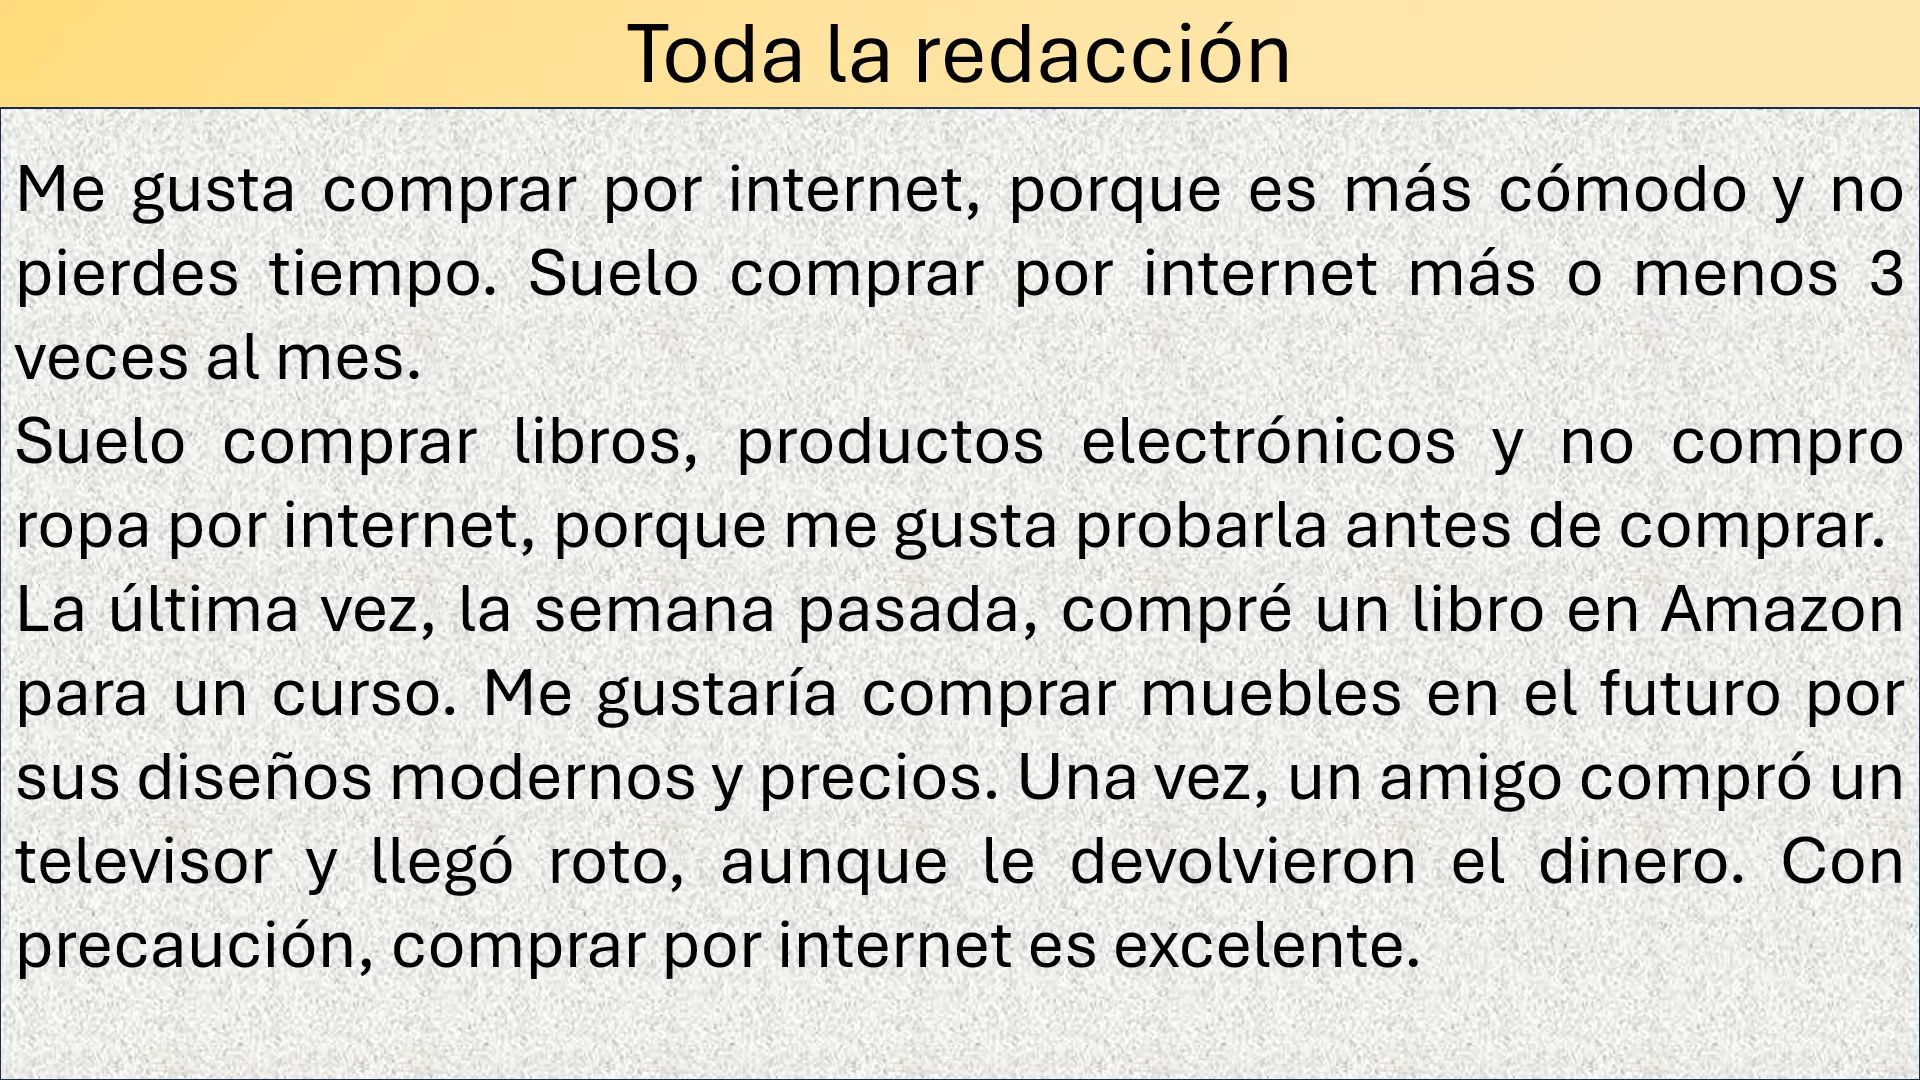 Toda la redacción
Me gusta comprar por internet, porque es más cómodo y no
pierdes tiempo. Suelo comprar por internet más o menos 3
veces al mes.
Suelo comprar libros, productos electrónicos y no compro
ropa por internet, porque me gusta probarla antes de comprar.
La última vez, la semana pasada, compré un libro en Amazon
para un curso. Me gustaría comprar muebles en el futuro por
sus diseños modernos y precios. Una vez, un amigo compró un
televisor y llegó roto, aunque le devolvieron el dinero. Con
precaución, comprar por internet es excelente.